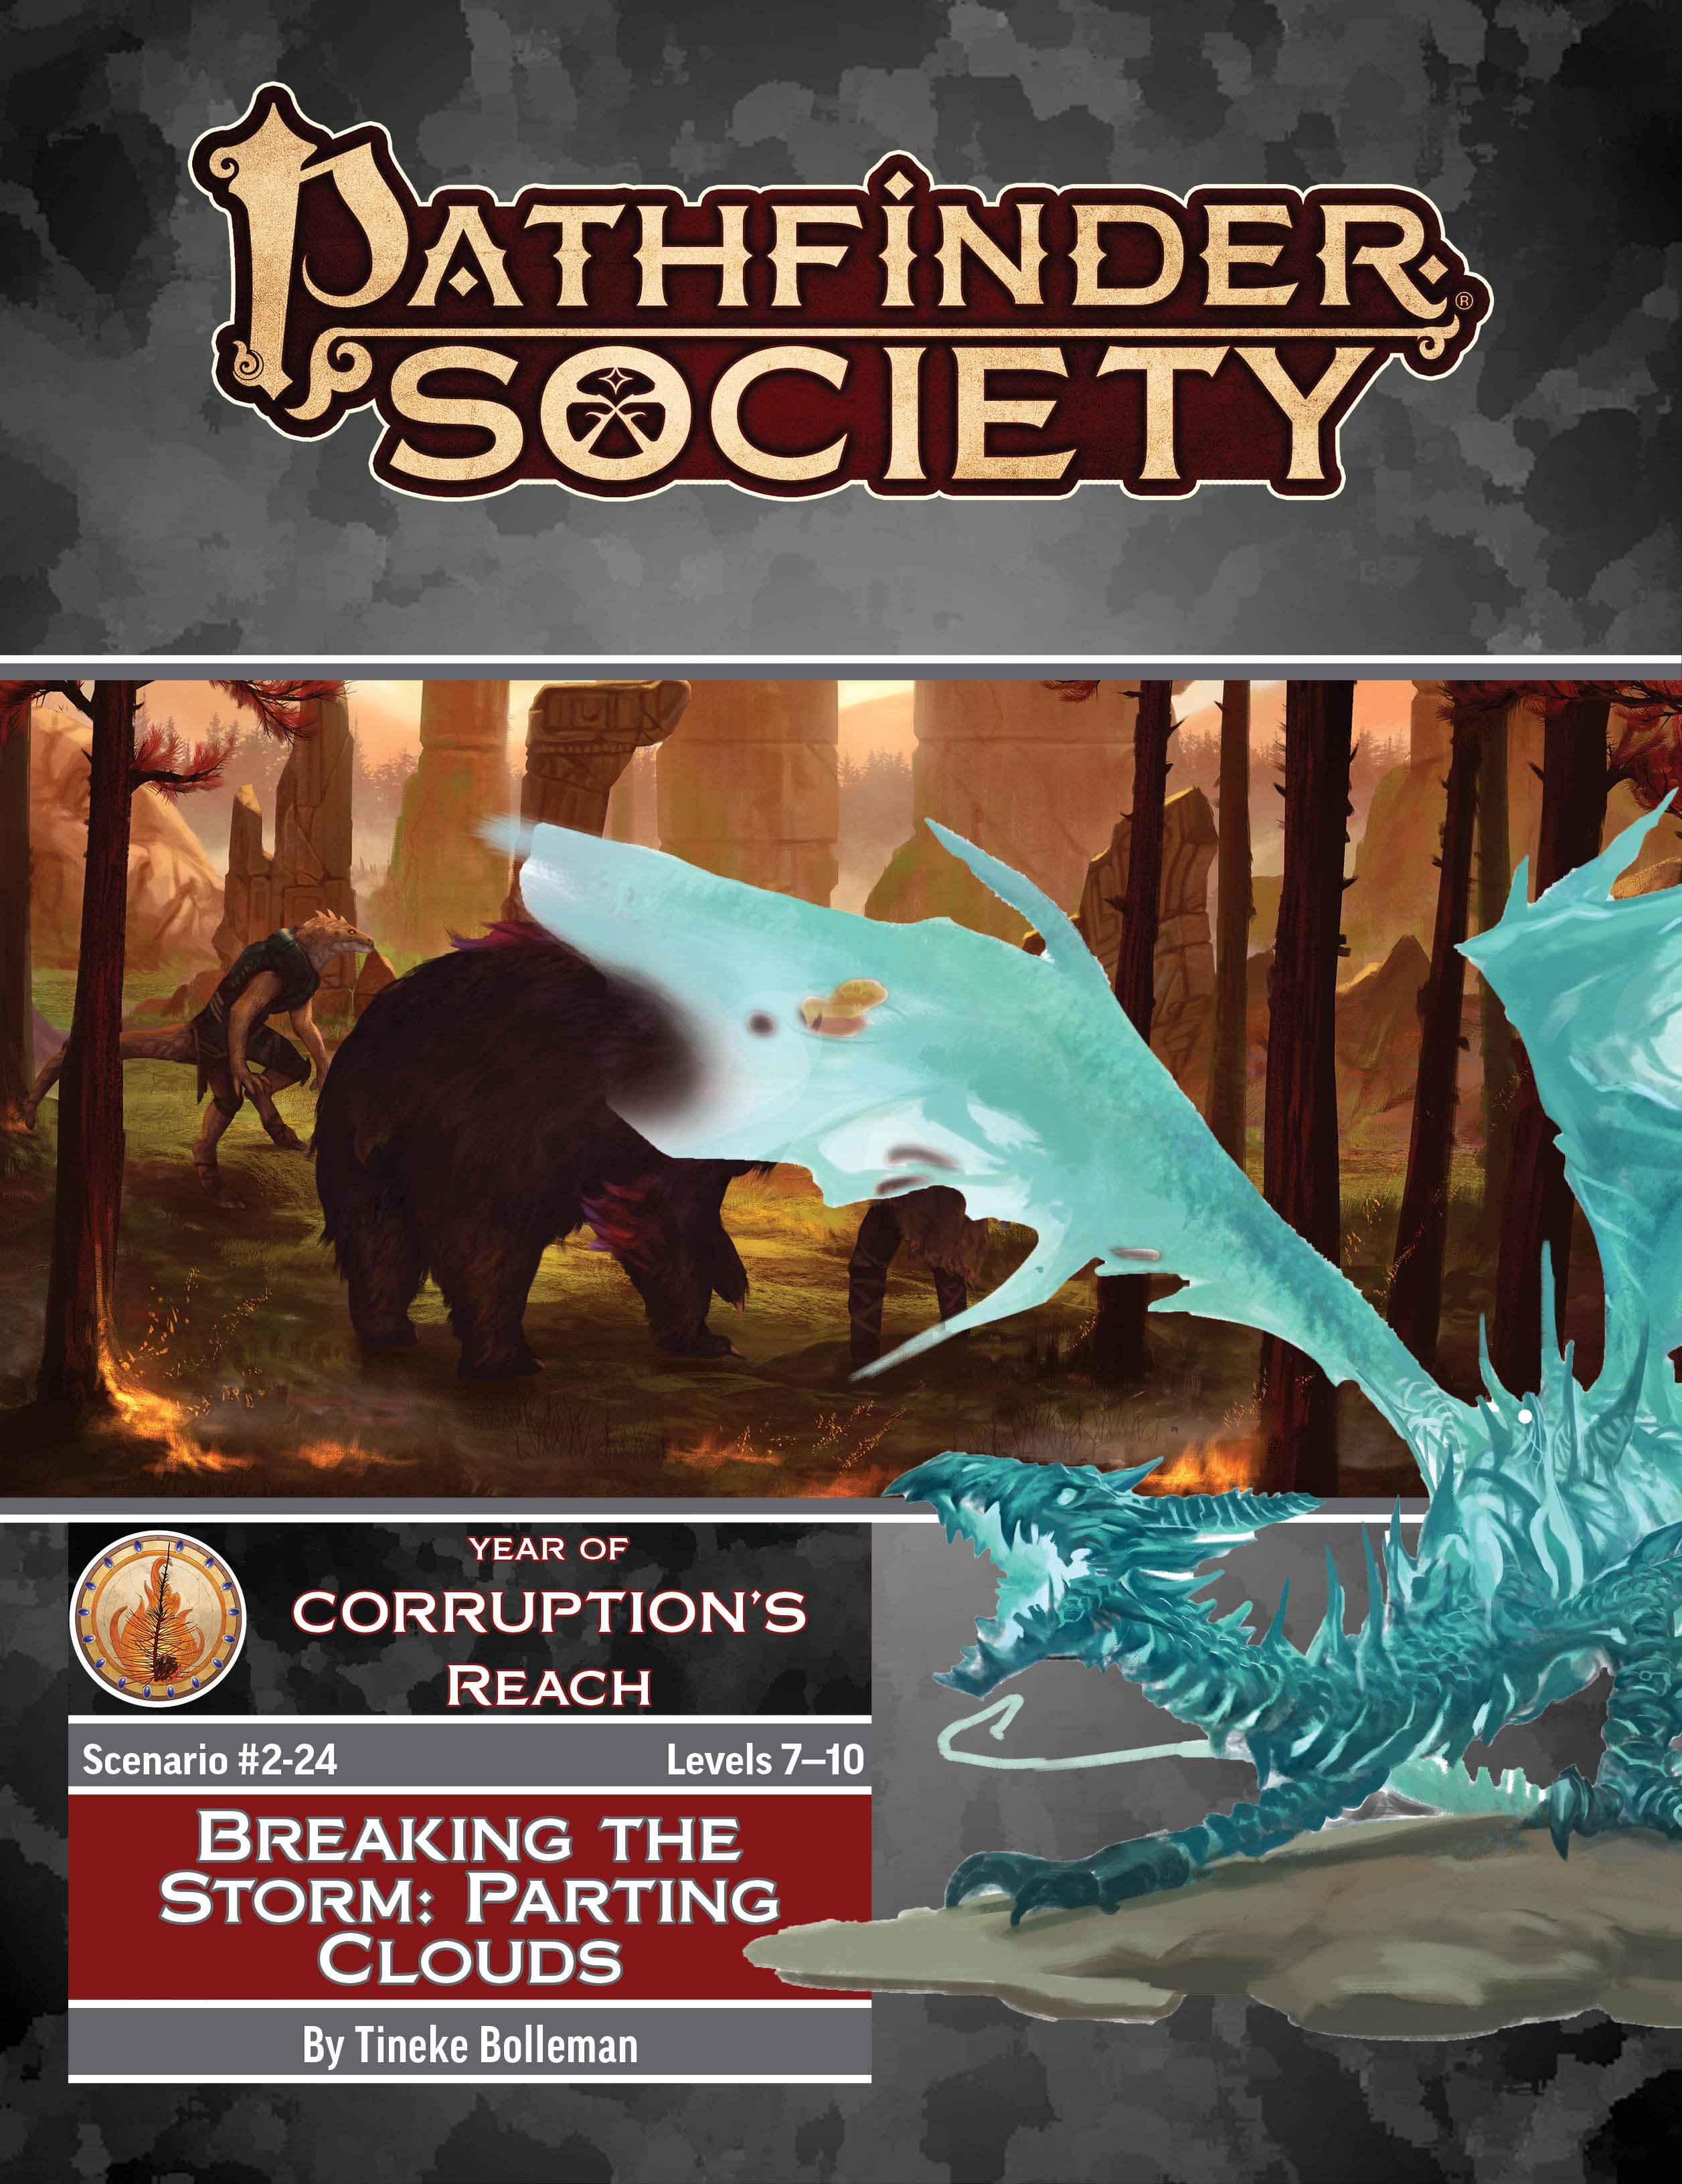 PATHFINDER®
SOCIETY
YEAR OF
CORRUPTION'S
REACH
Scenario #2-24
Levels 7–10
BREAKING THE
STORM: PARTING
CLOUDS
By Tineke Bolleman